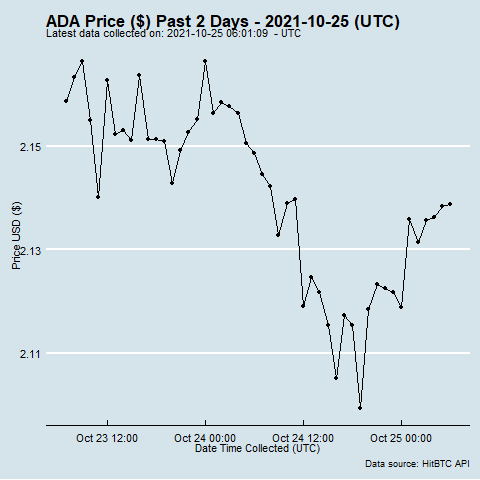 ADA Price ($) Past 2 Days - 2021-10-25 (UTC)
Latest data collected on: 2021-10-25 06:01:09 - UTC
2.15
2.13
2.11
Price USD ($)
Oct 23 12:00
Oct 24 00:00
Oct 24 12:00
Oct 25 00:00
Date Time Collected (UTC)
Data source: HitBTC API